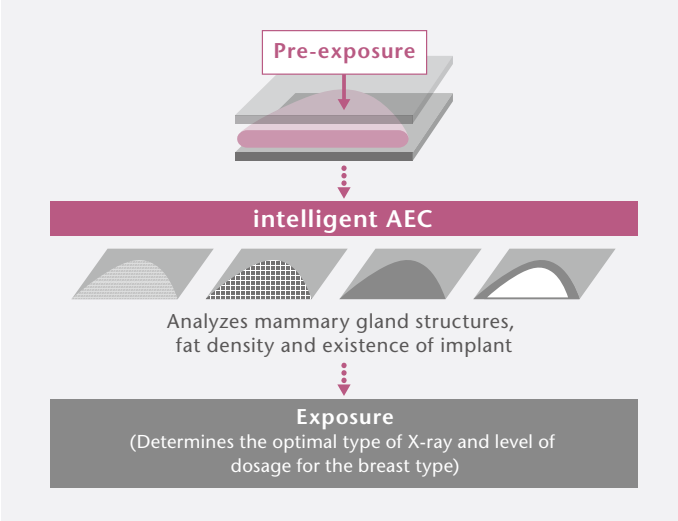 Pre-exposure
intelligent AEC
Analyzes mammary gland structures,
fat density and existence of implant
Exposure
(Determines the optimal type of X-ray and level of
dosage for the breast type)